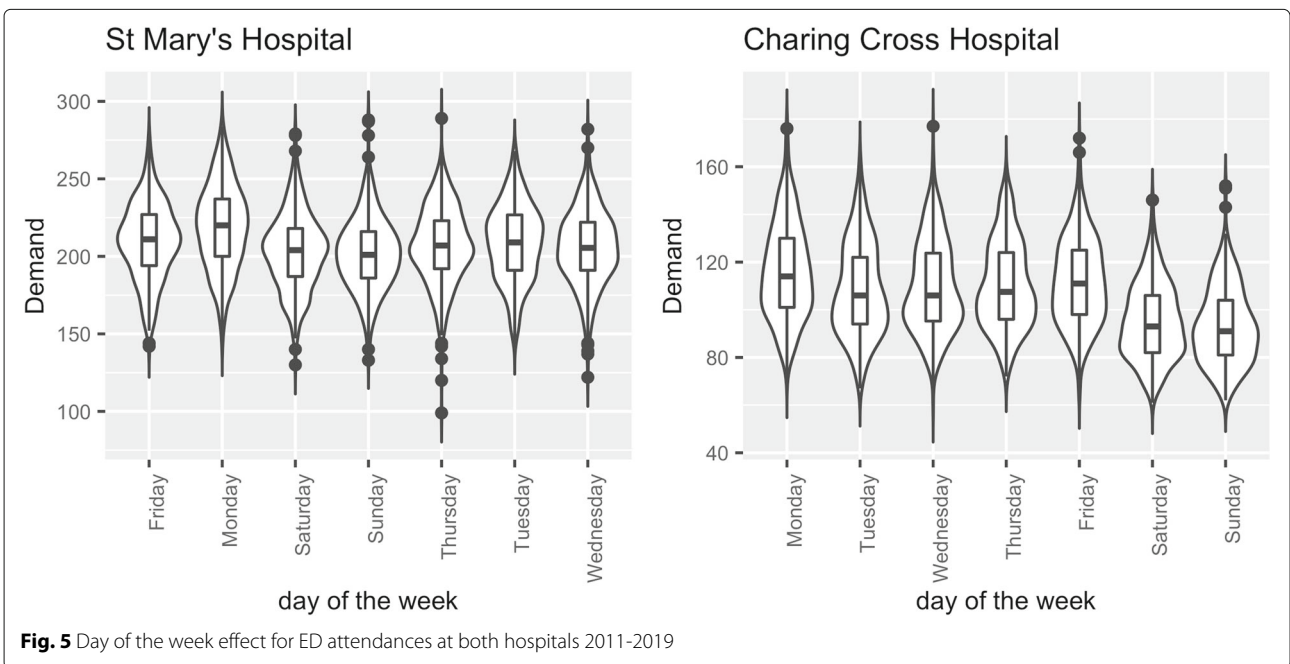 St Mary's Hospital
Demand
300
250
200
150
100
Friday
Monday
Saturday
Sunday
Thursday
Tuesday
Wednesday
day of the week
Charing Cross Hospital
Demand
160
120
80
40
Monday
Tuesday
Wednesday
Thursday
Friday
Saturday
Sunday
day of the week
Fig. 5 Day of the week effect for ED attendances at both hospitals 2011-2019